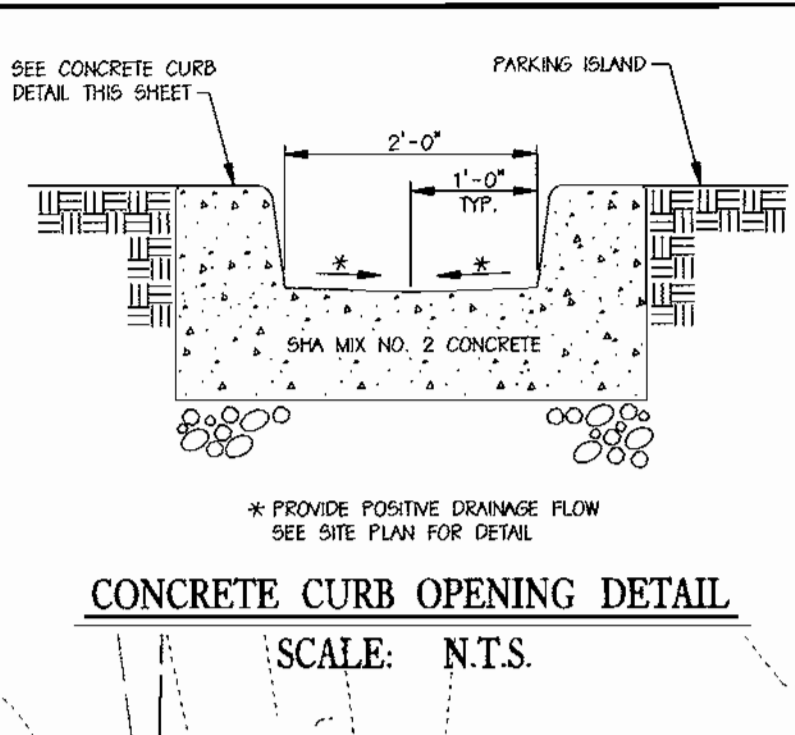 SEE CONCRETE CURB
DETAIL THIS SHEET
PARKING ISLAND
2'-0"
1'-0"
TYP.
* *
SHA MIX NO. 2 CONCRETE
* PROVIDE POSITIVE DRAINAGE FLOW
SEE SITE PLAN FOR DETAIL
CONCRETE CURB OPENING DETAIL
SCALE: N.T.S.